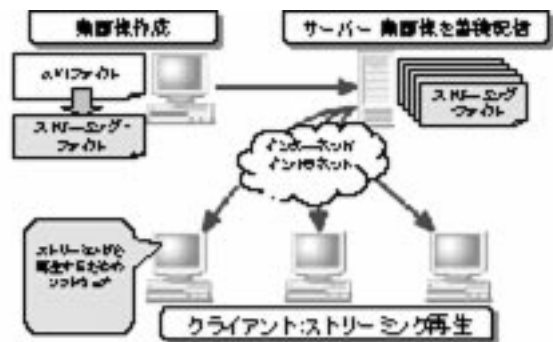 動画像作成
サーバー 動画像を蓄積配信
AVIファイル
ストリーミング・
ファイル
ストリーミング
ファイル
インターネット/
イントラネット
ストリーミングを
再生するための
ソフトウェア
クライアント:ストリーミング再生